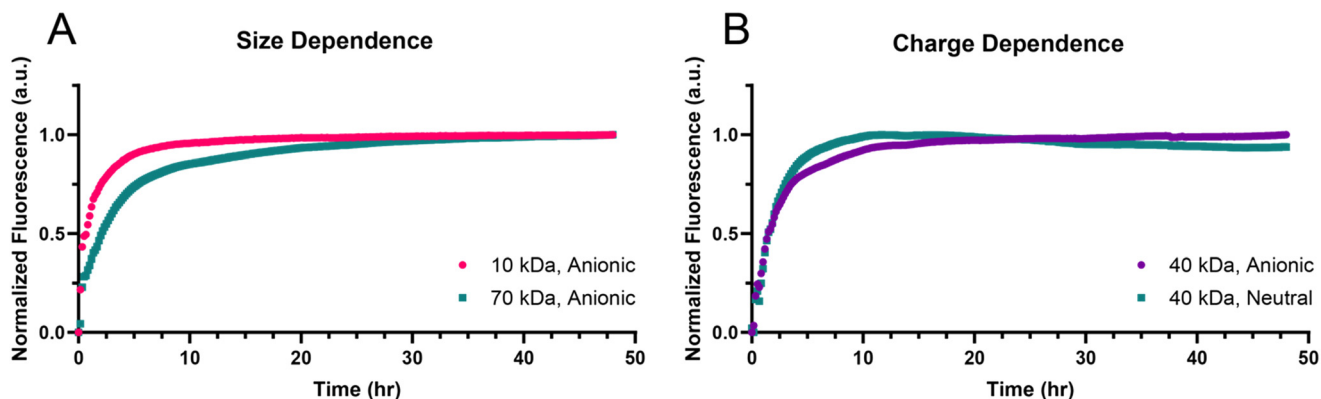 A
Size Dependence
Normalized Fluorescence (a.u.)
1.0
0.5
0.0
10 kDa, Anionic
70 kDa, Anionic
0 10 20 30 40 50
Time (hr)
B
Charge Dependence
Normalized Fluorescence (a.u.)
1.0
0.5
0.0
40 kDa, Anionic
40 kDa, Neutral
0 10 20 30 40 50
Time (hr)